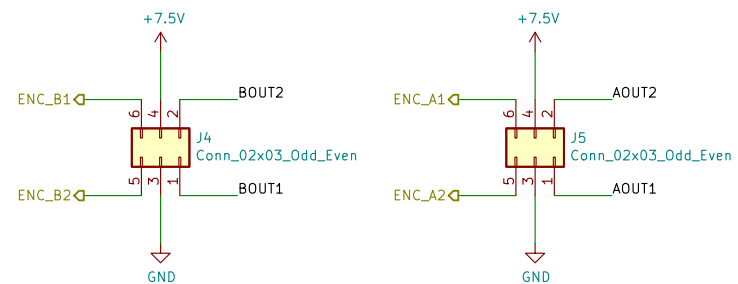 +7.5V
ENC_B1
6
4
2
BOUT2
J4
Conn_02x03_Odd_Even
ENC_B2
5
3
1
BOUT1
GND
+7.5V
ENC_A1
6
4
2
AOUT2
J5
Conn_02x03_Odd_Even
ENC_A2
5
3
1
AOUT1
GND